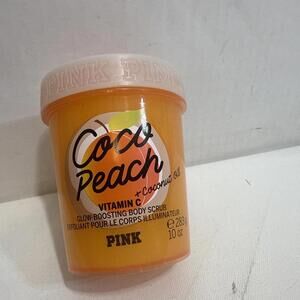 PINK PINK
Coco
Peach
+ Coconut Oil
VITAMIN C
GLOW-BOOSTING BODY SCRUB
EXFOLIANT POUR LE CORPS ILLUMINATEUR
PINK
e 283 g
10 oz